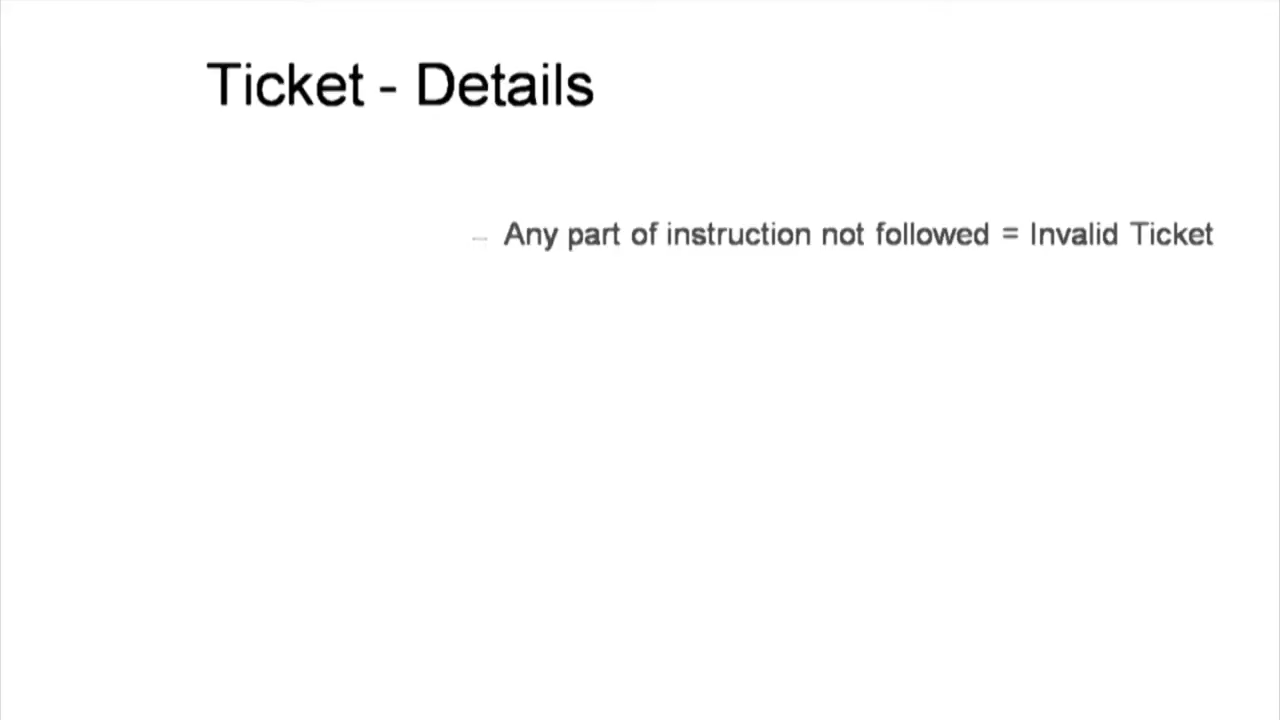 Ticket - Details
– Any part of instruction not followed = Invalid Ticket